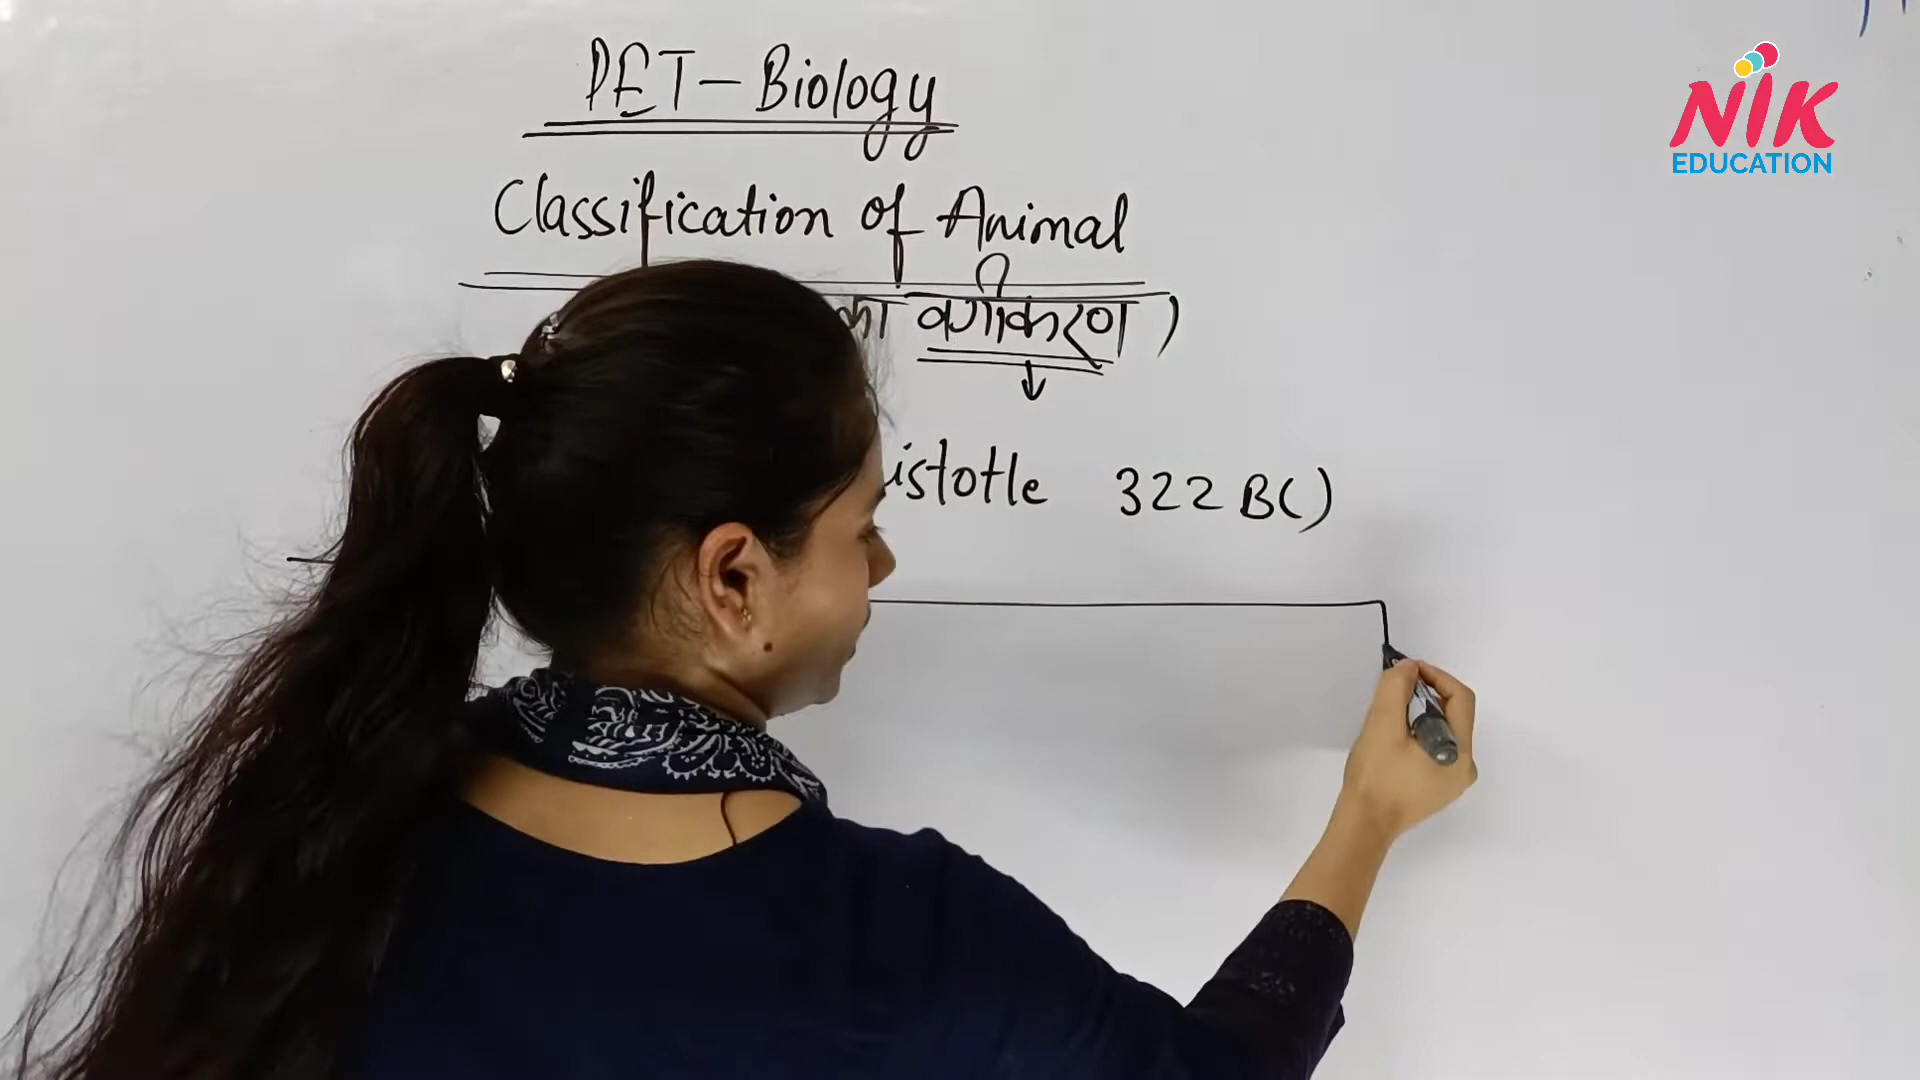 PET - Biology
Classification of Animal
का वर्गीकरण )
istotle 322 BC)
NIK
EDUCATION